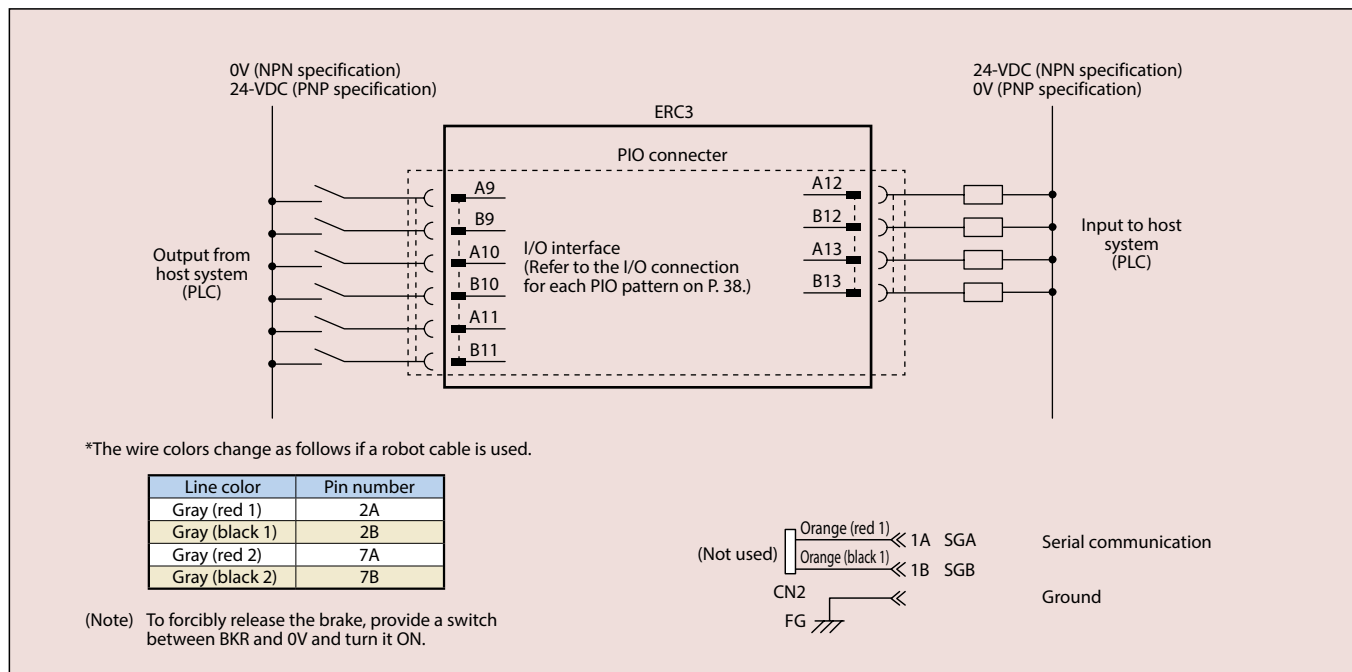 0V (NPN specification)
24-VDC (PNP specification)
24-VDC (NPN specification)
0V (PNP specification)
ERC3
PIO connecter
A9
B9
A10
B10
A11
B11
A12
B12
A13
B13
I/O interface
(Refer to the I/O connection
for each PIO pattern on P. 38.)
Output from
host system
(PLC)
Input to host
system
(PLC)
*The wire colors change as follows if a robot cable is used.
Line color Pin number
Gray (red 1) 2A
Gray (black 1) 2B
Gray (red 2) 7A
Gray (black 2) 7B
(Note) To forcibly release the brake, provide a switch
between BKR and 0V and turn it ON.
(Not used)
Orange (red 1) 1A SGA
Orange (black 1) 1B SGB
Serial communication
CN2
FG
Ground